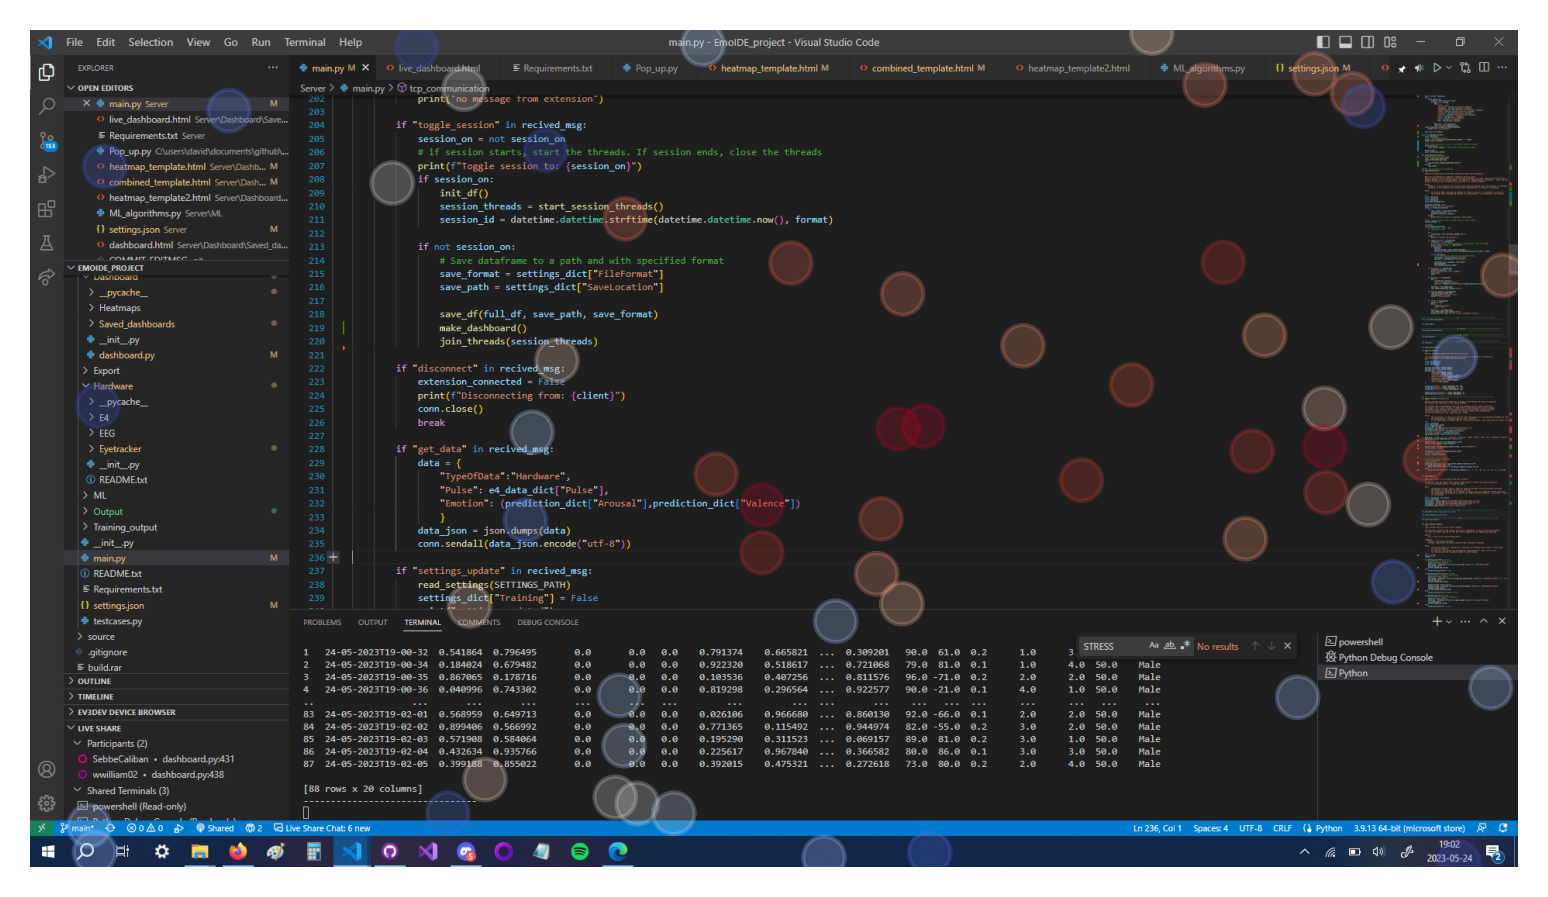 File Edit Selection View Go Run Terminal Help
main.py - EmoIDE_project - Visual Studio Code
EXPLORER
main.py M
live_dashboard.html
Requirements.txt
Pop_up.py
heatmap_template.html M
combined_template.html M
heatmap_template2.html
ML_algorithms.py
settings.json M
OPEN EDITORS
main.py Server M
live_dashboard.html Server\Dashboard\Save...
Requirements.txt Server
Pop_up.py C:\users\david\documents\github\...
heatmap_template.html Server\Dashb... M
combined_template.html Server\Dash... M
heatmap_template2.html Server\Dashboard...
ML_algorithms.py Server\ML
settings.json Server M
dashboard.html Server\Dashboard\Saved_da...
EMOIDE_PROJECT
Dashboard
__pycache__
Heatmaps
Saved_dashboards
__init__.py
dashboard.py M
Export
Hardware
__pycache__
E4
EEG
Eyetracker
__init__.py
README.txt
ML
Output
Training_output
__init__.py
main.py M
README.txt
Requirements.txt
settings.json M
testcases.py
source
.gitignore
build.rar
OUTLINE
TIMELINE
EV3DEV DEVICE BROWSER
LIVE SHARE
Participants (2)
SebbeCaliban • dashboard.py:431
wwilliam02 • dashboard.py:438
Shared Terminals (3)
powershell (Read-only)
Server > main.py > tcp_communication
202 print("no message from extension")
203
204 if "toggle_session" in recived_msg:
205 session_on = not session_on
206 # if session starts, start the threads. If session ends, close the threads
207 print(f"Toggle session to: {session_on}")
208 if session_on:
209 init_df()
210 session_threads = start_session_threads()
211 session_id = datetime.datetime.strftime(datetime.datetime.now(), format)
212
213 if not session_on:
214 # Save dataframe to a path and with specified format
215 save_format = settings_dict["FileFormat"]
216 save_path = settings_dict["SaveLocation"]
217
218 save_df(full_df, save_path, save_format)
219 make_dashboard()
220 join_threads(session_threads)
221
222 if "disconnect" in recived_msg:
223 extension_connected = False
224 print(f"Disconnecting from: {client}")
225 conn.close()
226 break
227
228 if "get_data" in recived_msg:
229 data = {
230 "TypeOfData":"Hardware",
231 "Pulse": e4_data_dict["Pulse"],
232 "Emotion": (prediction_dict["Arousal"],prediction_dict["Valence"])
233 }
234 data_json = json.dumps(data)
235 conn.sendall(data_json.encode("utf-8"))
236
237 if "settings_update" in recived_msg:
238 read_settings(SETTINGS_PATH)
239 settings_dict["Training"] = False
PROBLEMS OUTPUT TERMINAL COMMENTS DEBUG CONSOLE
STRESS Aa ab .* No results
1 24-05-2023T19-00-32 0.541864 0.796495 0.0 0.0 0.0 0.791374 0.665821 ... 0.309201 90.0 61.0 0.2 1.0 3.
2 24-05-2023T19-00-34 0.184024 0.679482 0.0 0.0 0.0 0.922320 0.518617 ... 0.721068 79.0 81.0 0.1 1.0 4.0 50.0 Male
3 24-05-2023T19-00-35 0.867065 0.178716 0.0 0.0 0.0 0.103536 0.407256 ... 0.811576 96.0 -71.0 0.2 2.0 2.0 50.0 Male
4 24-05-2023T19-00-36 0.040996 0.743302 0.0 0.0 0.0 0.819298 0.296564 ... 0.922577 90.0 -21.0 0.1 4.0 1.0 50.0 Male
.. ... ... ... ... ... ... ... ... ... ... ... ... ... ... ... ... ...
83 24-05-2023T19-02-01 0.568959 0.649713 0.0 0.0 0.0 0.026106 0.966680 ... 0.860130 92.0 -66.0 0.1 2.0 2.0 50.0 Male
84 24-05-2023T19-02-02 0.899406 0.566992 0.0 0.0 0.0 0.771365 0.115492 ... 0.944974 82.0 -55.0 0.2 3.0 2.0 50.0 Male
85 24-05-2023T19-02-03 0.571908 0.584064 0.0 0.0 0.0 0.195290 0.311523 ... 0.069157 89.0 81.0 0.2 3.0 1.0 50.0 Male
86 24-05-2023T19-02-04 0.432634 0.935766 0.0 0.0 0.0 0.225617 0.967840 ... 0.366582 80.0 86.0 0.1 3.0 3.0 50.0 Male
87 24-05-2023T19-02-05 0.399188 0.855022 0.0 0.0 0.0 0.392015 0.475321 ... 0.272618 73.0 80.0 0.2 2.0 4.0 50.0 Male
[88 rows x 20 columns]
powershell
Python Debug Console
Python
main* 0 0 Shared 2 Live Share Chat: 6 new
Ln 236, Col 1 Spaces: 4 UTF-8 CRLF Python 3.9.13 64-bit (microsoft store)
19:02
2023-05-24